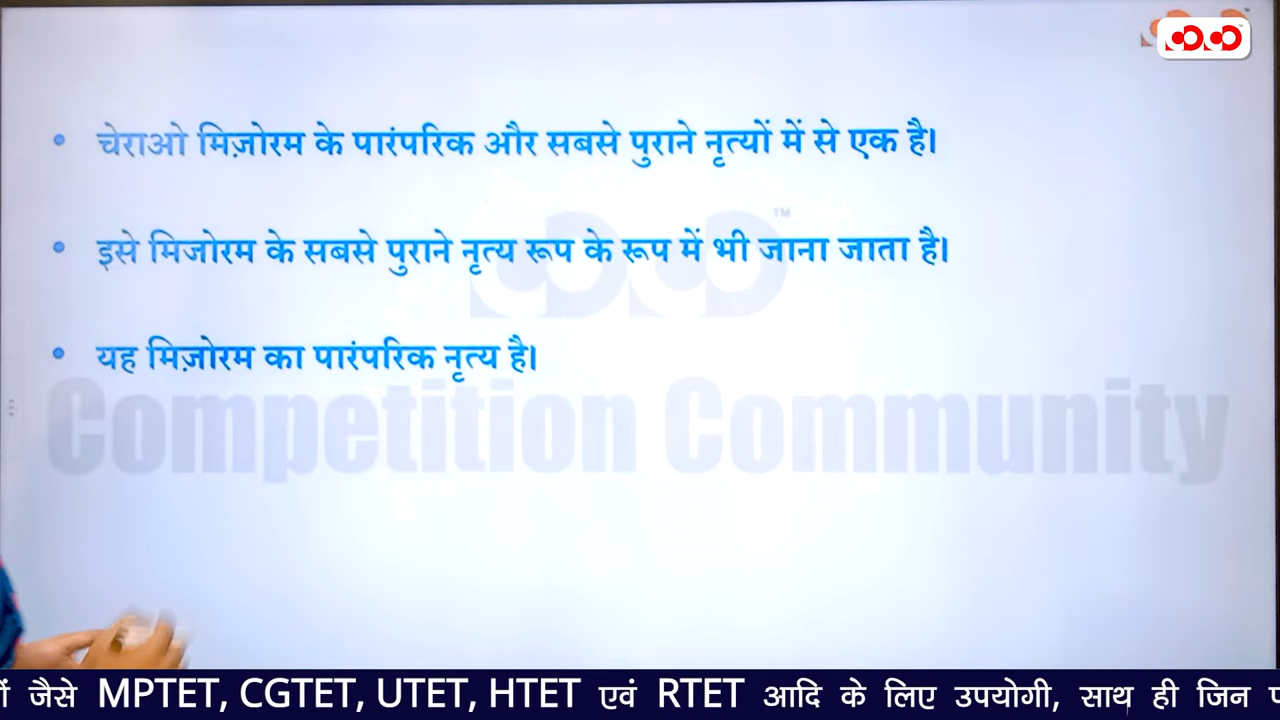 • चेराओ मिज़ोरम के पारंपरिक और सबसे पुराने नृत्यों में से एक है।
• इसे मिजोरम के सबसे पुराने नृत्य रूप के रूप में भी जाना जाता है।
• यह मिज़ोरम का पारंपरिक नृत्य है।
Competition Community
जैसे MPTET, CGTET, UTET, HTET एवं RTET आदि के लिए उपयोगी, साथ ही जिन